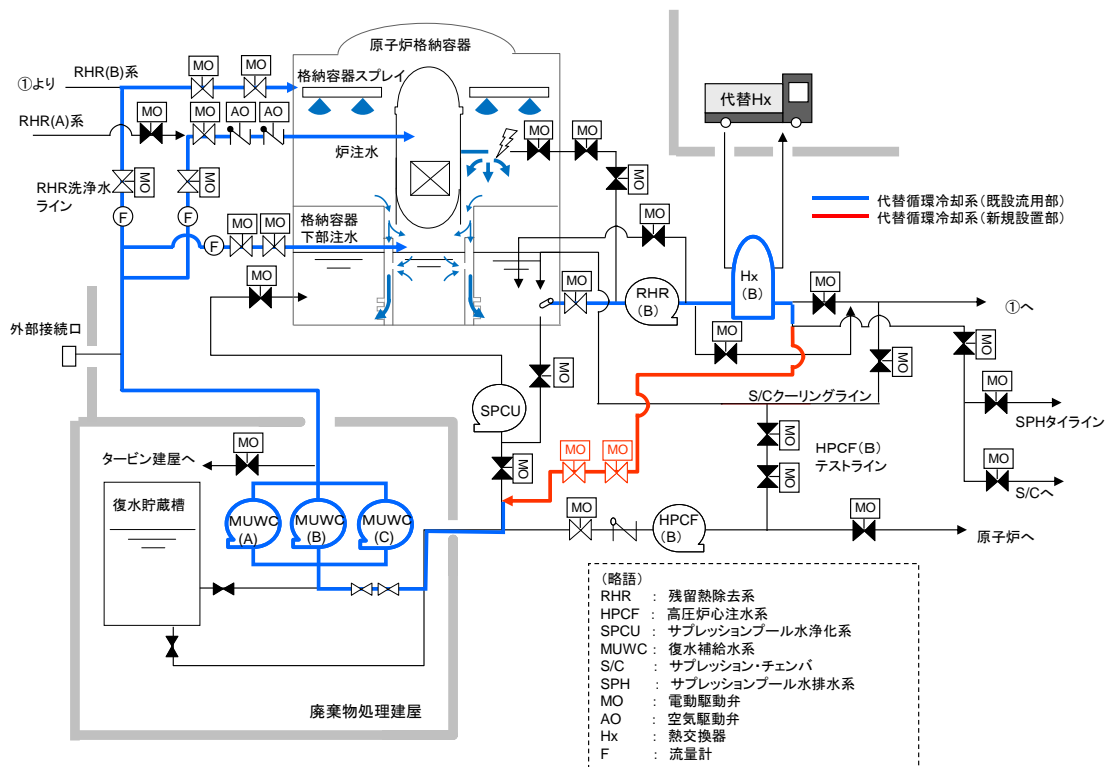 原子炉格納容器
RHR(B)系
①より
MO
MO
格納容器スプレイ
代替Hx
RHR(A)系
MO
MO
AO
AO
MO
MO
炉注水
RHR洗浄水
ライン
MO
MO
MO
代替循環冷却系(既設流用部)
代替循環冷却系(新規設置部)
F
F
F
MO
MO
格納容器
下部注水
MO
MO
MO
RHR
(B)
Hx
(B)
MO
①へ
外部接続口
MO
MO
MO
MO
S/Cクーリングライン
MO
SPHタイライン
SPCU
MO
HPCF(B)
テストライン
MO
MO
MO
MO
MO
S/Cへ
MO
タービン建屋へ
復水貯蔵槽
MUWC
(A)
MUWC
(B)
MUWC
(C)
MO
HPCF
(B)
MO
原子炉へ
廃棄物処理建屋
(略語)
RHR : 残留熱除去系
HPCF : 高圧炉心注水系
SPCU : サプレッションプール水浄化系
MUWC : 復水補給水系
S/C : サプレッション・チェンバ
SPH : サプレッションプール水排水系
MO : 電動駆動弁
AO : 空気駆動弁
Hx : 熱交換器
F : 流量計